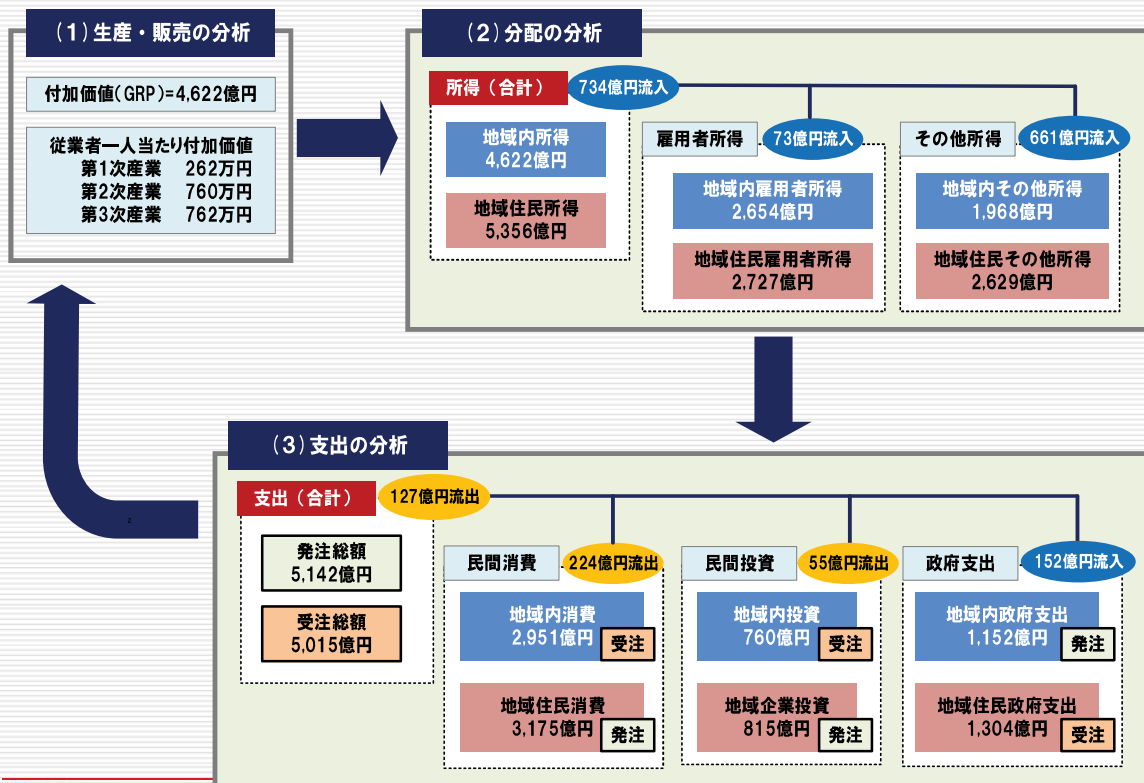 (1)生産・販売の分析
付加価値(GRP)=4,622億円
従業者一人当たり付加価値
第1次産業 262万円
第2次産業 760万円
第3次産業 762万円
(2)分配の分析
所得(合計)
734億円流入
地域内所得
4,622億円
地域住民所得
5,356億円
雇用者所得
73億円流入
地域内雇用者所得
2,654億円
地域住民雇用者所得
2,727億円
その他所得
661億円流入
地域内その他所得
1,968億円
地域住民その他所得
2,629億円
(3)支出の分析
支出(合計)
127億円流出
発注総額
5,142億円
受注総額
5,015億円
民間消費
224億円流出
地域内消費
2,951億円
受注
地域住民消費
3,175億円
発注
民間投資
55億円流出
地域内投資
760億円
受注
地域企業投資
815億円
発注
政府支出
152億円流入
地域内政府支出
1,152億円
発注
地域住民政府支出
1,304億円
受注
2